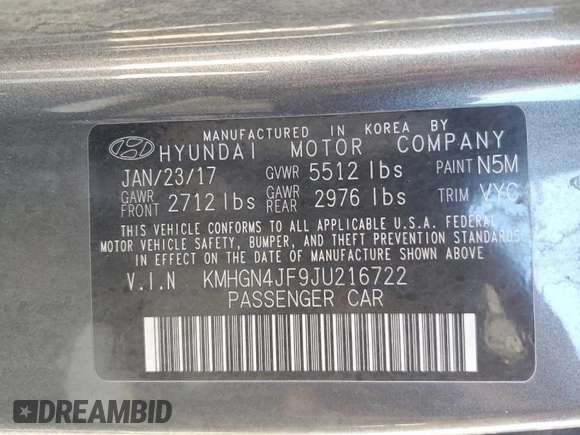 MANUFACTURED IN KOREA BY
HYUNDAI MOTOR COMPANY
JAN/23/17 GVWR 5512 lbs PAINT N5M
GAWR FRONT 2712 lbs GAWR REAR 2976 lbs TRIM VYC
THIS VEHICLE CONFORMS TO ALL APPLICABLE U.S.A. FEDERAL
MOTOR VEHICLE SAFETY, BUMPER, AND THEFT PREVENTION STANDARDS
IN EFFECT ON THE DATE OF MANUFACTURE SHOWN ABOVE
V.I.N KMHGN4JF9JU216722
PASSENGER CAR
DREAMBID